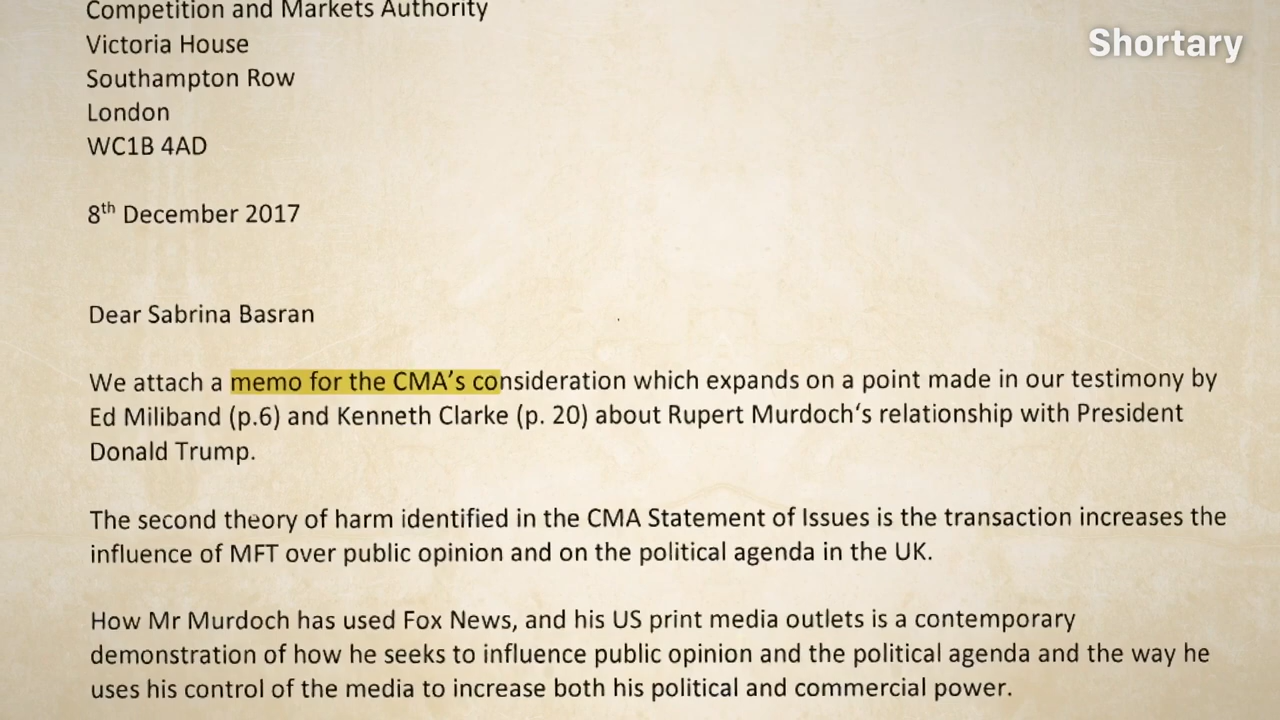 Competition and Markets Authority
Shortary
Victoria House
Southampton Row
London
WC1B 4AD
8th December 2017
Dear Sabrina Basran
We attach a memo for the CMA’s consideration which expands on a point made in our testimony by
Ed Miliband (p.6) and Kenneth Clarke (p. 20) about Rupert Murdoch‘s relationship with President
Donald Trump.
The second theory of harm identified in the CMA Statement of Issues is the transaction increases the
influence of MFT over public opinion and on the political agenda in the UK.
How Mr Murdoch has used Fox News, and his US print media outlets is a contemporary
demonstration of how he seeks to influence public opinion and the political agenda and the way he
uses his control of the media to increase both his political and commercial power.